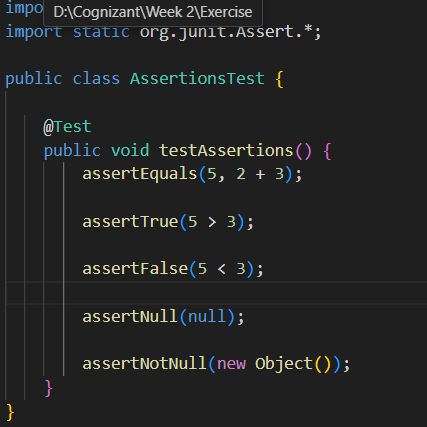 impo
D:\Cognizant\Week 2\Exercise
import static org.junit.Assert.*;
public class AssertionsTest {
@Test
public void testAssertions() {
assertEquals(5, 2 + 3);
assertTrue(5 > 3);
assertFalse(5 < 3);
assertNull(null);
assertNotNull(new Object());
}
}